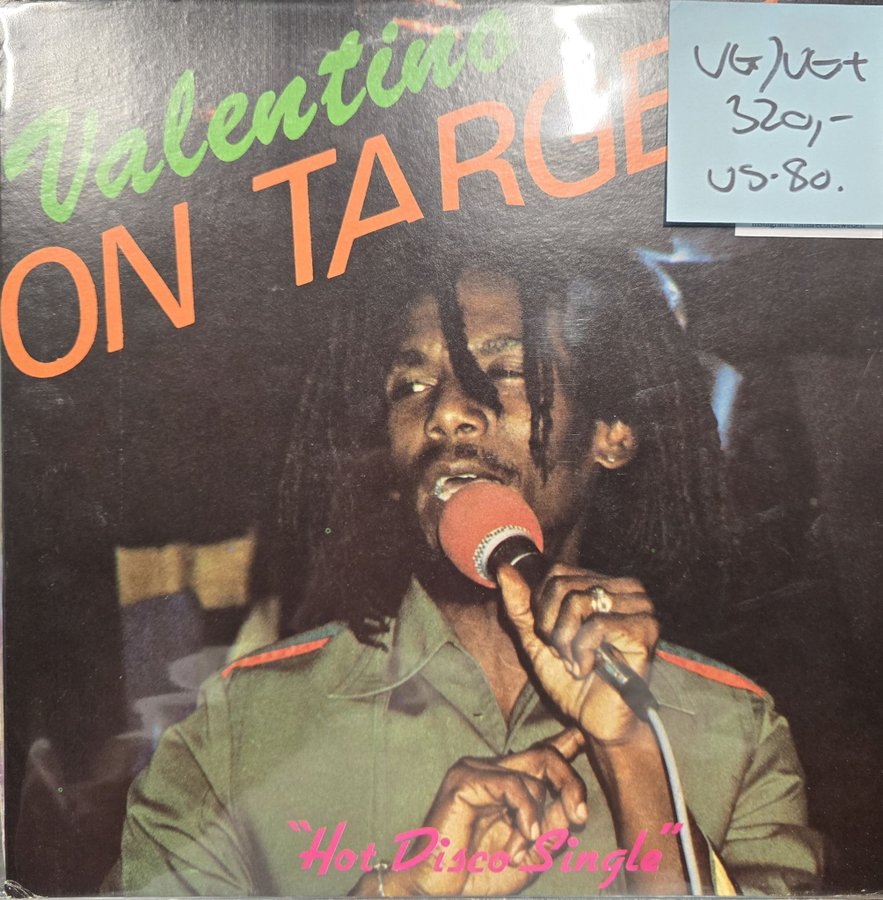 Valentino
ON TARGE
VG/VG+
320,-
US-80.
"Hot Disco Single"